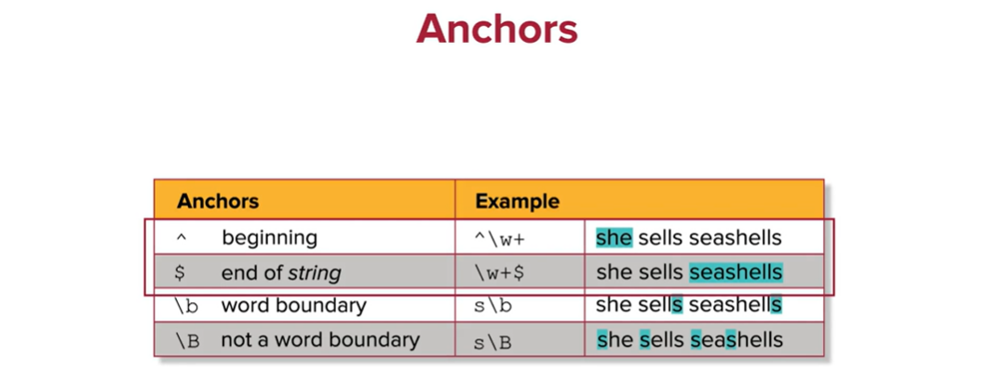 Anchors
Anchors Example
^ beginning ^\w+ she sells seashells
$ end of string \w+$ she sells seashells
\b word boundary s\b she sells seashells
\B not a word boundary s\B she sells seashells